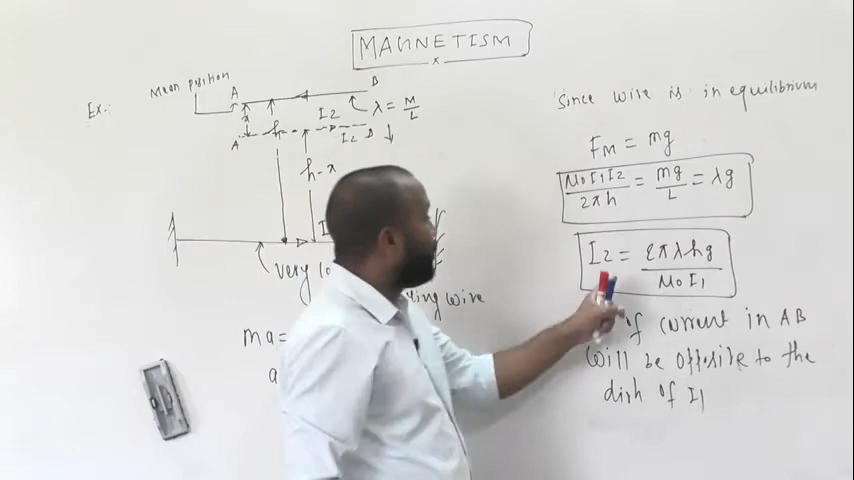 MAGNETISM
x
Ex:.
Mean position
A
B
x
h
I2
λ = M/L
A'
I2
h-x
very lo
ying wire
ma=
a
Since wire is in equilibrium
FM = mg
μ0I1I2/2πh = mg/L = λg
I2 = 2πλhg/μ0I1
of current in AB
will be opposite to the
dirn of I1